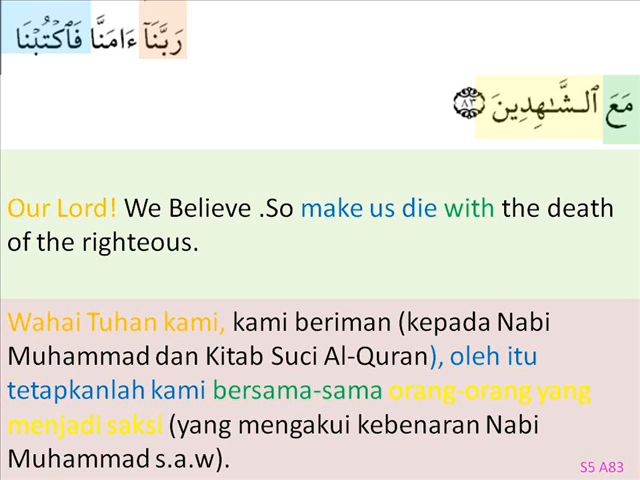 رَبَّنَآ ءَامَنَّا فَٱكْتُبْنَا
مَعَ ٱلشَّـٰهِدِينَ ٨٣
Our Lord! We Believe .So make us die with the death
of the righteous.
Wahai Tuhan kami, kami beriman (kepada Nabi
Muhammad dan Kitab Suci Al-Quran), oleh itu
tetapkanlah kami bersama-sama orang-orang yang
menjadi saksi (yang mengakui kebenaran Nabi
Muhammad s.a.w).
S5 A83